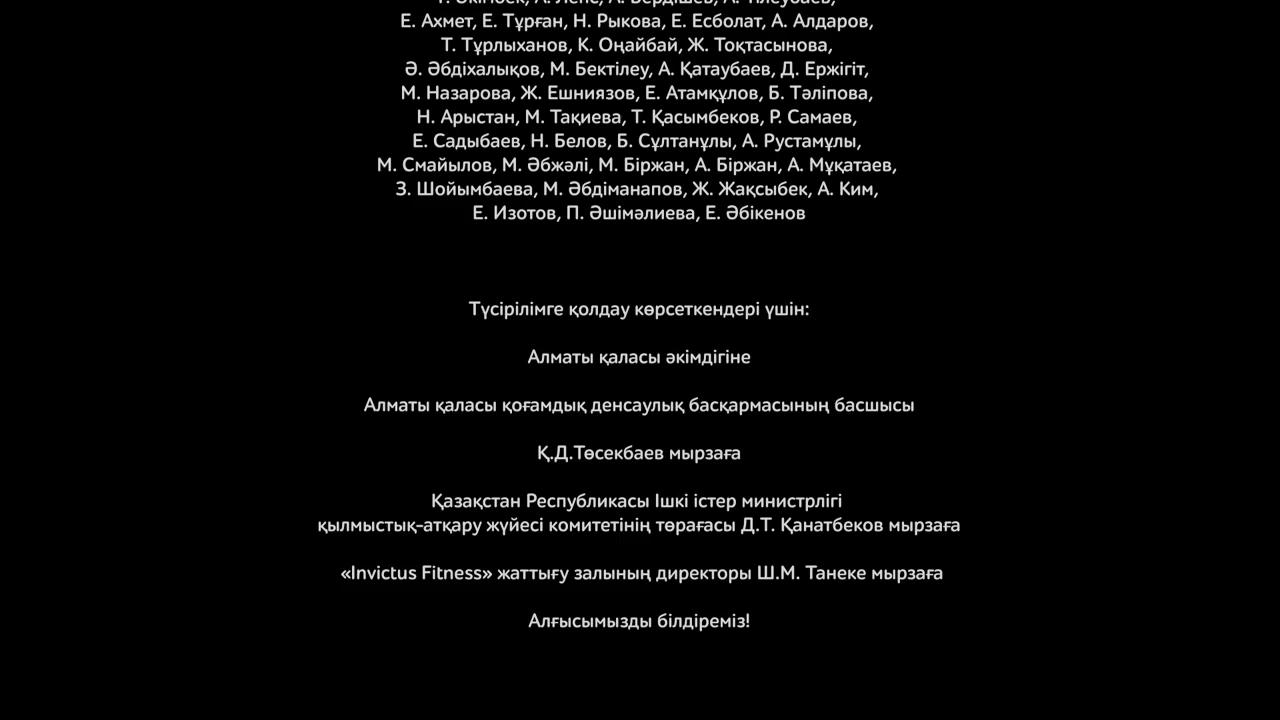 Е. Ахмет, Е. Тұрған, Н. Рыкова, Е. Есболат, А. Алдаров,
Т. Тұрлыханов, К. Оңайбай, Ж. Тоқтасынова,
Ә. Әбдіхалықов, М. Бектілеу, А. Қатаубаев, Д. Ержігіт,
М. Назарова, Ж. Ешниязов, Е. Атамқұлов, Б. Тәліпова,
Н. Арыстан, М. Тақиева, Т. Қасымбеков, Р. Самаев,
Е. Садыбаев, Н. Белов, Б. Сұлтанұлы, А. Рустамұлы,
М. Смайылов, М. Әбжәлі, М. Біржан, А. Біржан, А. Мұқатаев,
З. Шойымбаева, М. Әбдіманапов, Ж. Жақсыбек, А. Ким,
Е. Изотов, П. Әшімәлиева, Е. Әбікенов
Түсірілімге қолдау көрсеткендері үшін:
Алматы қаласы әкімдігіне
Алматы қаласы қоғамдық денсаулық басқармасының басшысы
Қ.Д.Төсекбаев мырзаға
Қазақстан Республикасы Ішкі істер министрлігі
қылмыстық-атқару жүйесі комитетінің төрағасы Д.Т. Қанатбеков мырзаға
«Invictus Fitness» жаттығу залының директоры Ш.М. Танеке мырзаға
Алғысымызды білдіреміз!